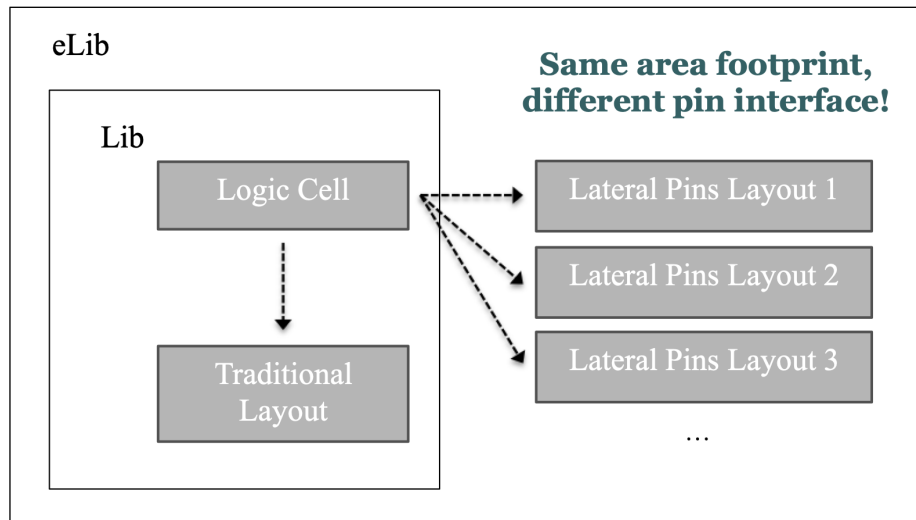 eLib
Same area footprint,
different pin interface!
Lib
Logic Cell
Lateral Pins Layout 1
Lateral Pins Layout 2
Traditional
Layout
Lateral Pins Layout 3
...